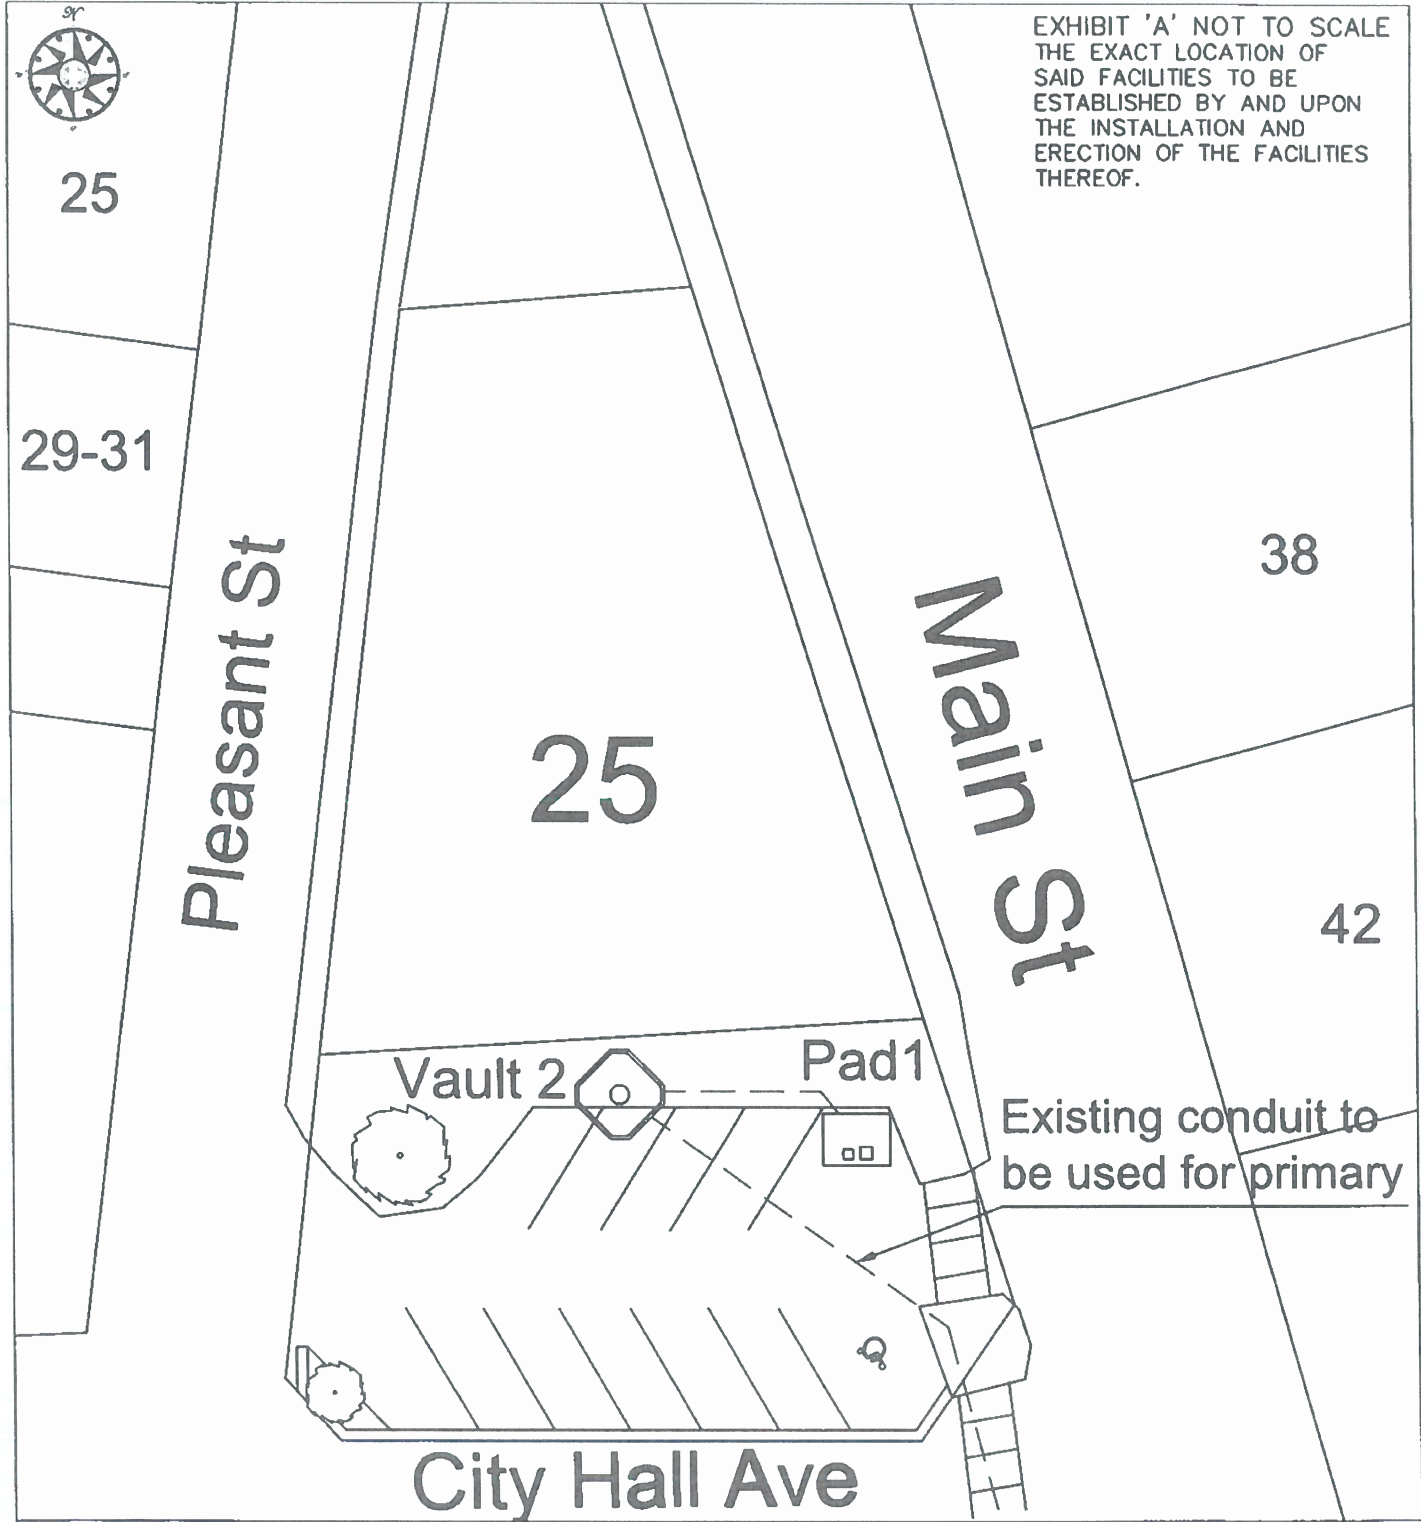 N
EXHIBIT 'A' NOT TO SCALE
THE EXACT LOCATION OF
SAID FACILITIES TO BE
ESTABLISHED BY AND UPON
THE INSTALLATION AND
ERECTION OF THE FACILITIES
THEREOF.
25
29-31
Pleasant St
25
Main St
38
42
Vault 2
Pad1
Existing conduit to
be used for primary
City Hall Ave